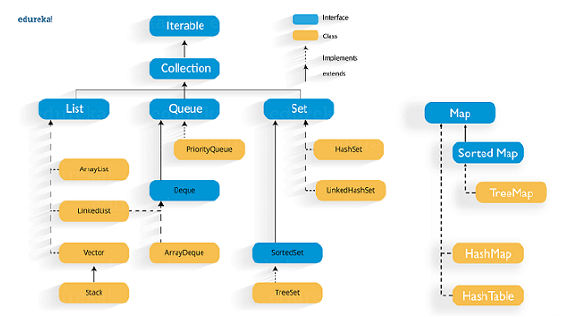 edureka!
Iterable
Interface
Class
Implements
extends
Collection
List
Queue
Set
Map
PriorityQueue
HashSet
Sorted Map
ArrayList
Deque
LinkedHashSet
TreeMap
LinkedList
Vector
ArrayDeque
SortedSet
HashMap
Stack
TreeSet
HashTable